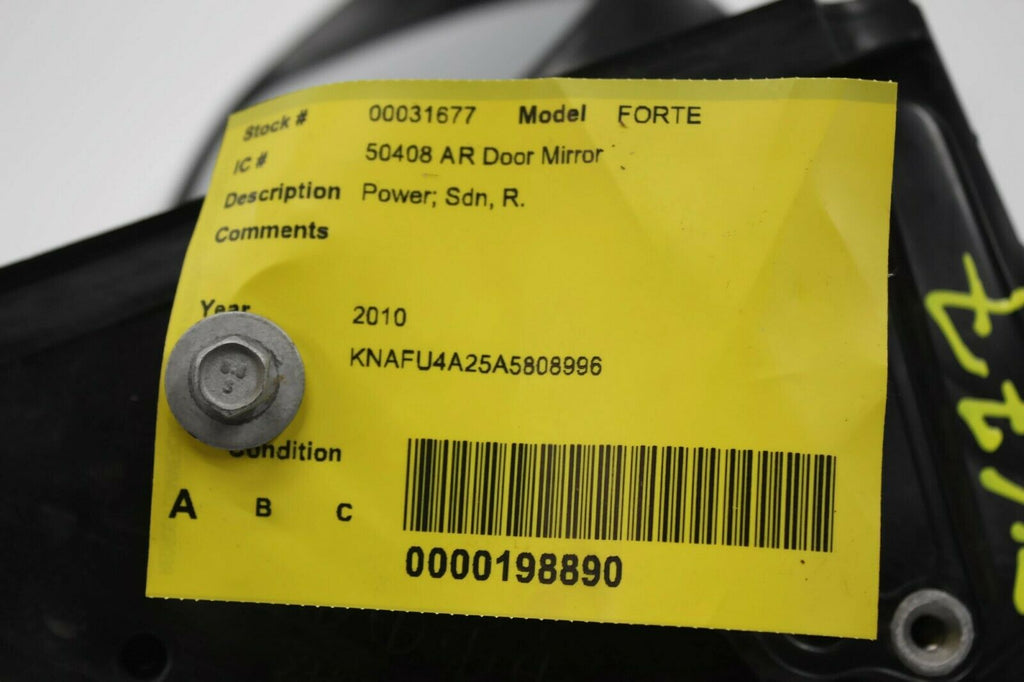 Stock # 00031677 Model FORTE
IC # 50408 AR Door Mirror
Description Power; Sdn, R.
Comments
Year 2010
KNAFU4A25A5808996
Condition
A B C
0000198890